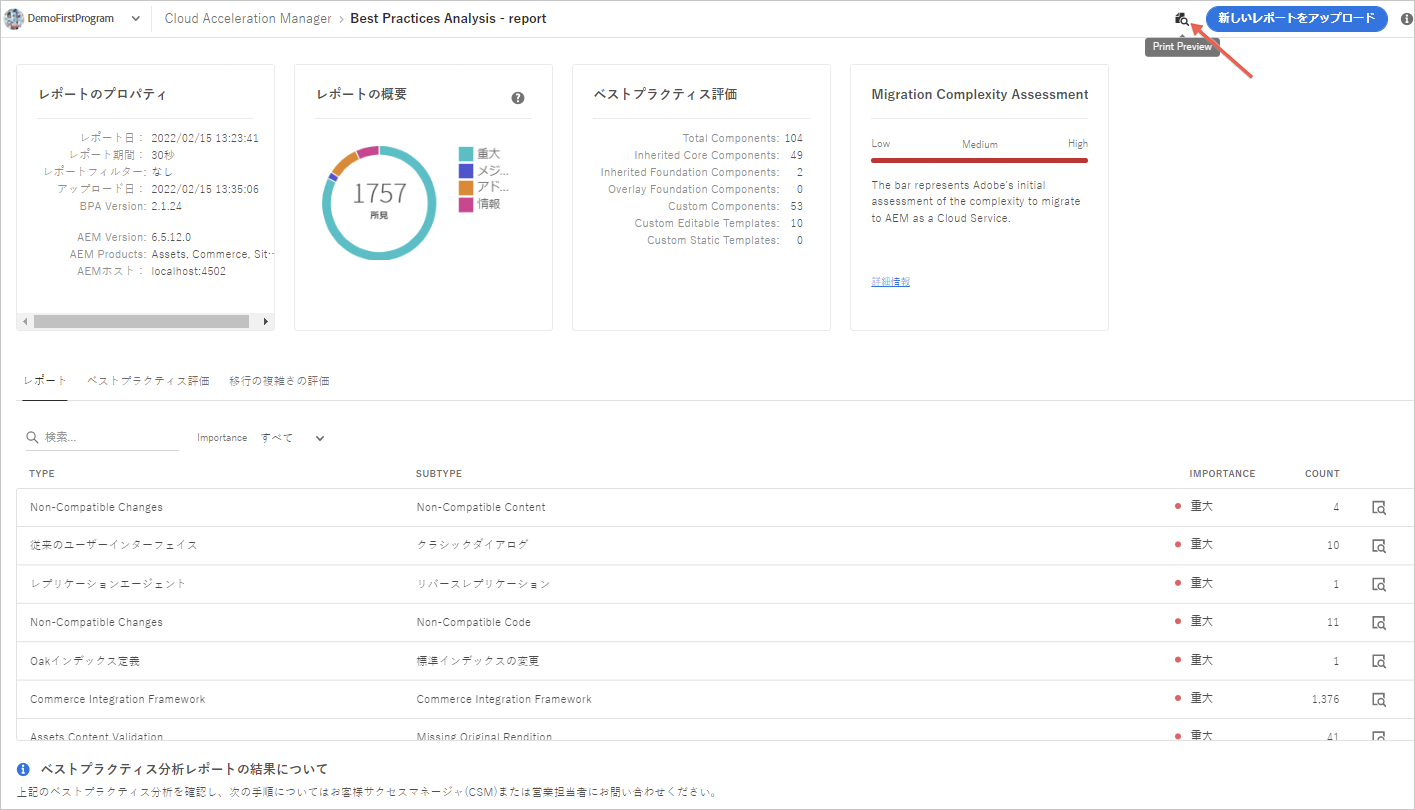 DemoFirstProgram
Cloud Acceleration Manager › Best Practices Analysis - report
新しいレポートをアップロード
Print Preview
レポートのプロパティ
レポート日： 2022/02/15 13:23:41
レポート期間： 30秒
レポートフィルター: なし
アップロード日： 2022/02/15 13:35:06
BPA Version: 2.1.24
AEM Version: 6.5.12.0
AEM Products: Assets, Commerce, Sit…
AEMホスト： localhost:4502
レポートの概要
1757
所見
重大
メジ…
アド…
情報
ベストプラクティス評価
Total Components: 104
Inherited Core Components: 49
Inherited Foundation Components: 2
Overlay Foundation Components: 0
Custom Components: 53
Custom Editable Templates: 10
Custom Static Templates: 0
Migration Complexity Assessment
Low Medium High
The bar represents Adobe's initial
assessment of the complexity to migrate
to AEM as a Cloud Service.
詳細情報
レポート ベストプラクティス評価 移行の複雑さの評価
検索... Importance すべて
TYPE SUBTYPE IMPORTANCE COUNT
Non-Compatible Changes Non-Compatible Content 重大 4
従来のユーザーインターフェイス クラシックダイアログ 重大 10
レプリケーションエージェント リバースレプリケーション 重大 1
Non-Compatible Changes Non-Compatible Code 重大 11
Oakインデックス定義 標準インデックスの変更 重大 1
Commerce Integration Framework Commerce Integration Framework 重大 1,376
Assets Content Validation Missing Original Rendition 重大 41
ベストプラクティス分析レポートの結果について
上記のベストプラクティス分析を確認し、次の手順についてはお客様サクセスマネージャ(CSM)または営業担当者にお問い合わせください。